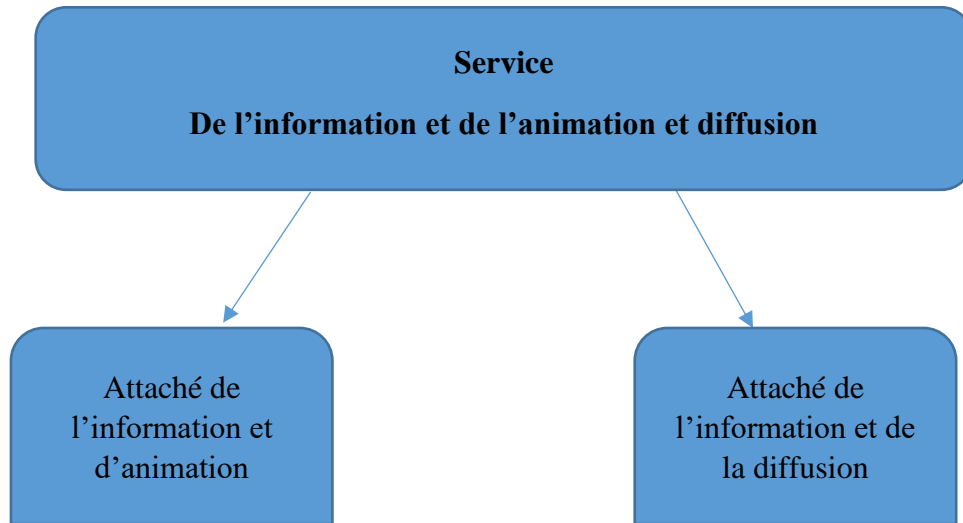 Service
De l’information et de l’animation et diffusion
Attaché de
l’information et
d’animation
Attaché de
l’information et de
la diffusion